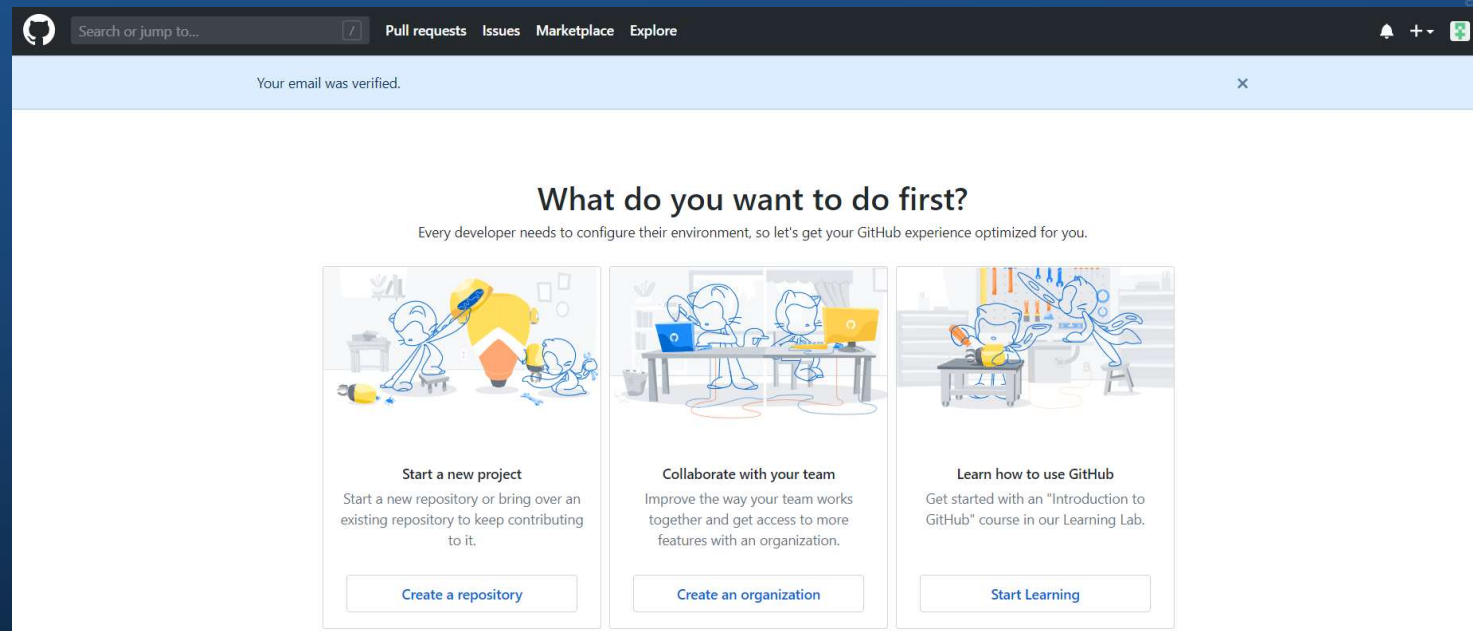 Search or jump to... /
Pull requests Issues Marketplace Explore
Your email was verified.
What do you want to do first?
Every developer needs to configure their environment, so let's get your GitHub experience optimized for you.
Start a new project
Start a new repository or bring over an
existing repository to keep contributing
to it.
Create a repository
Collaborate with your team
Improve the way your team works
together and get access to more
features with an organization.
Create an organization
Learn how to use GitHub
Get started with an "Introduction to
GitHub" course in our Learning Lab.
Start Learning